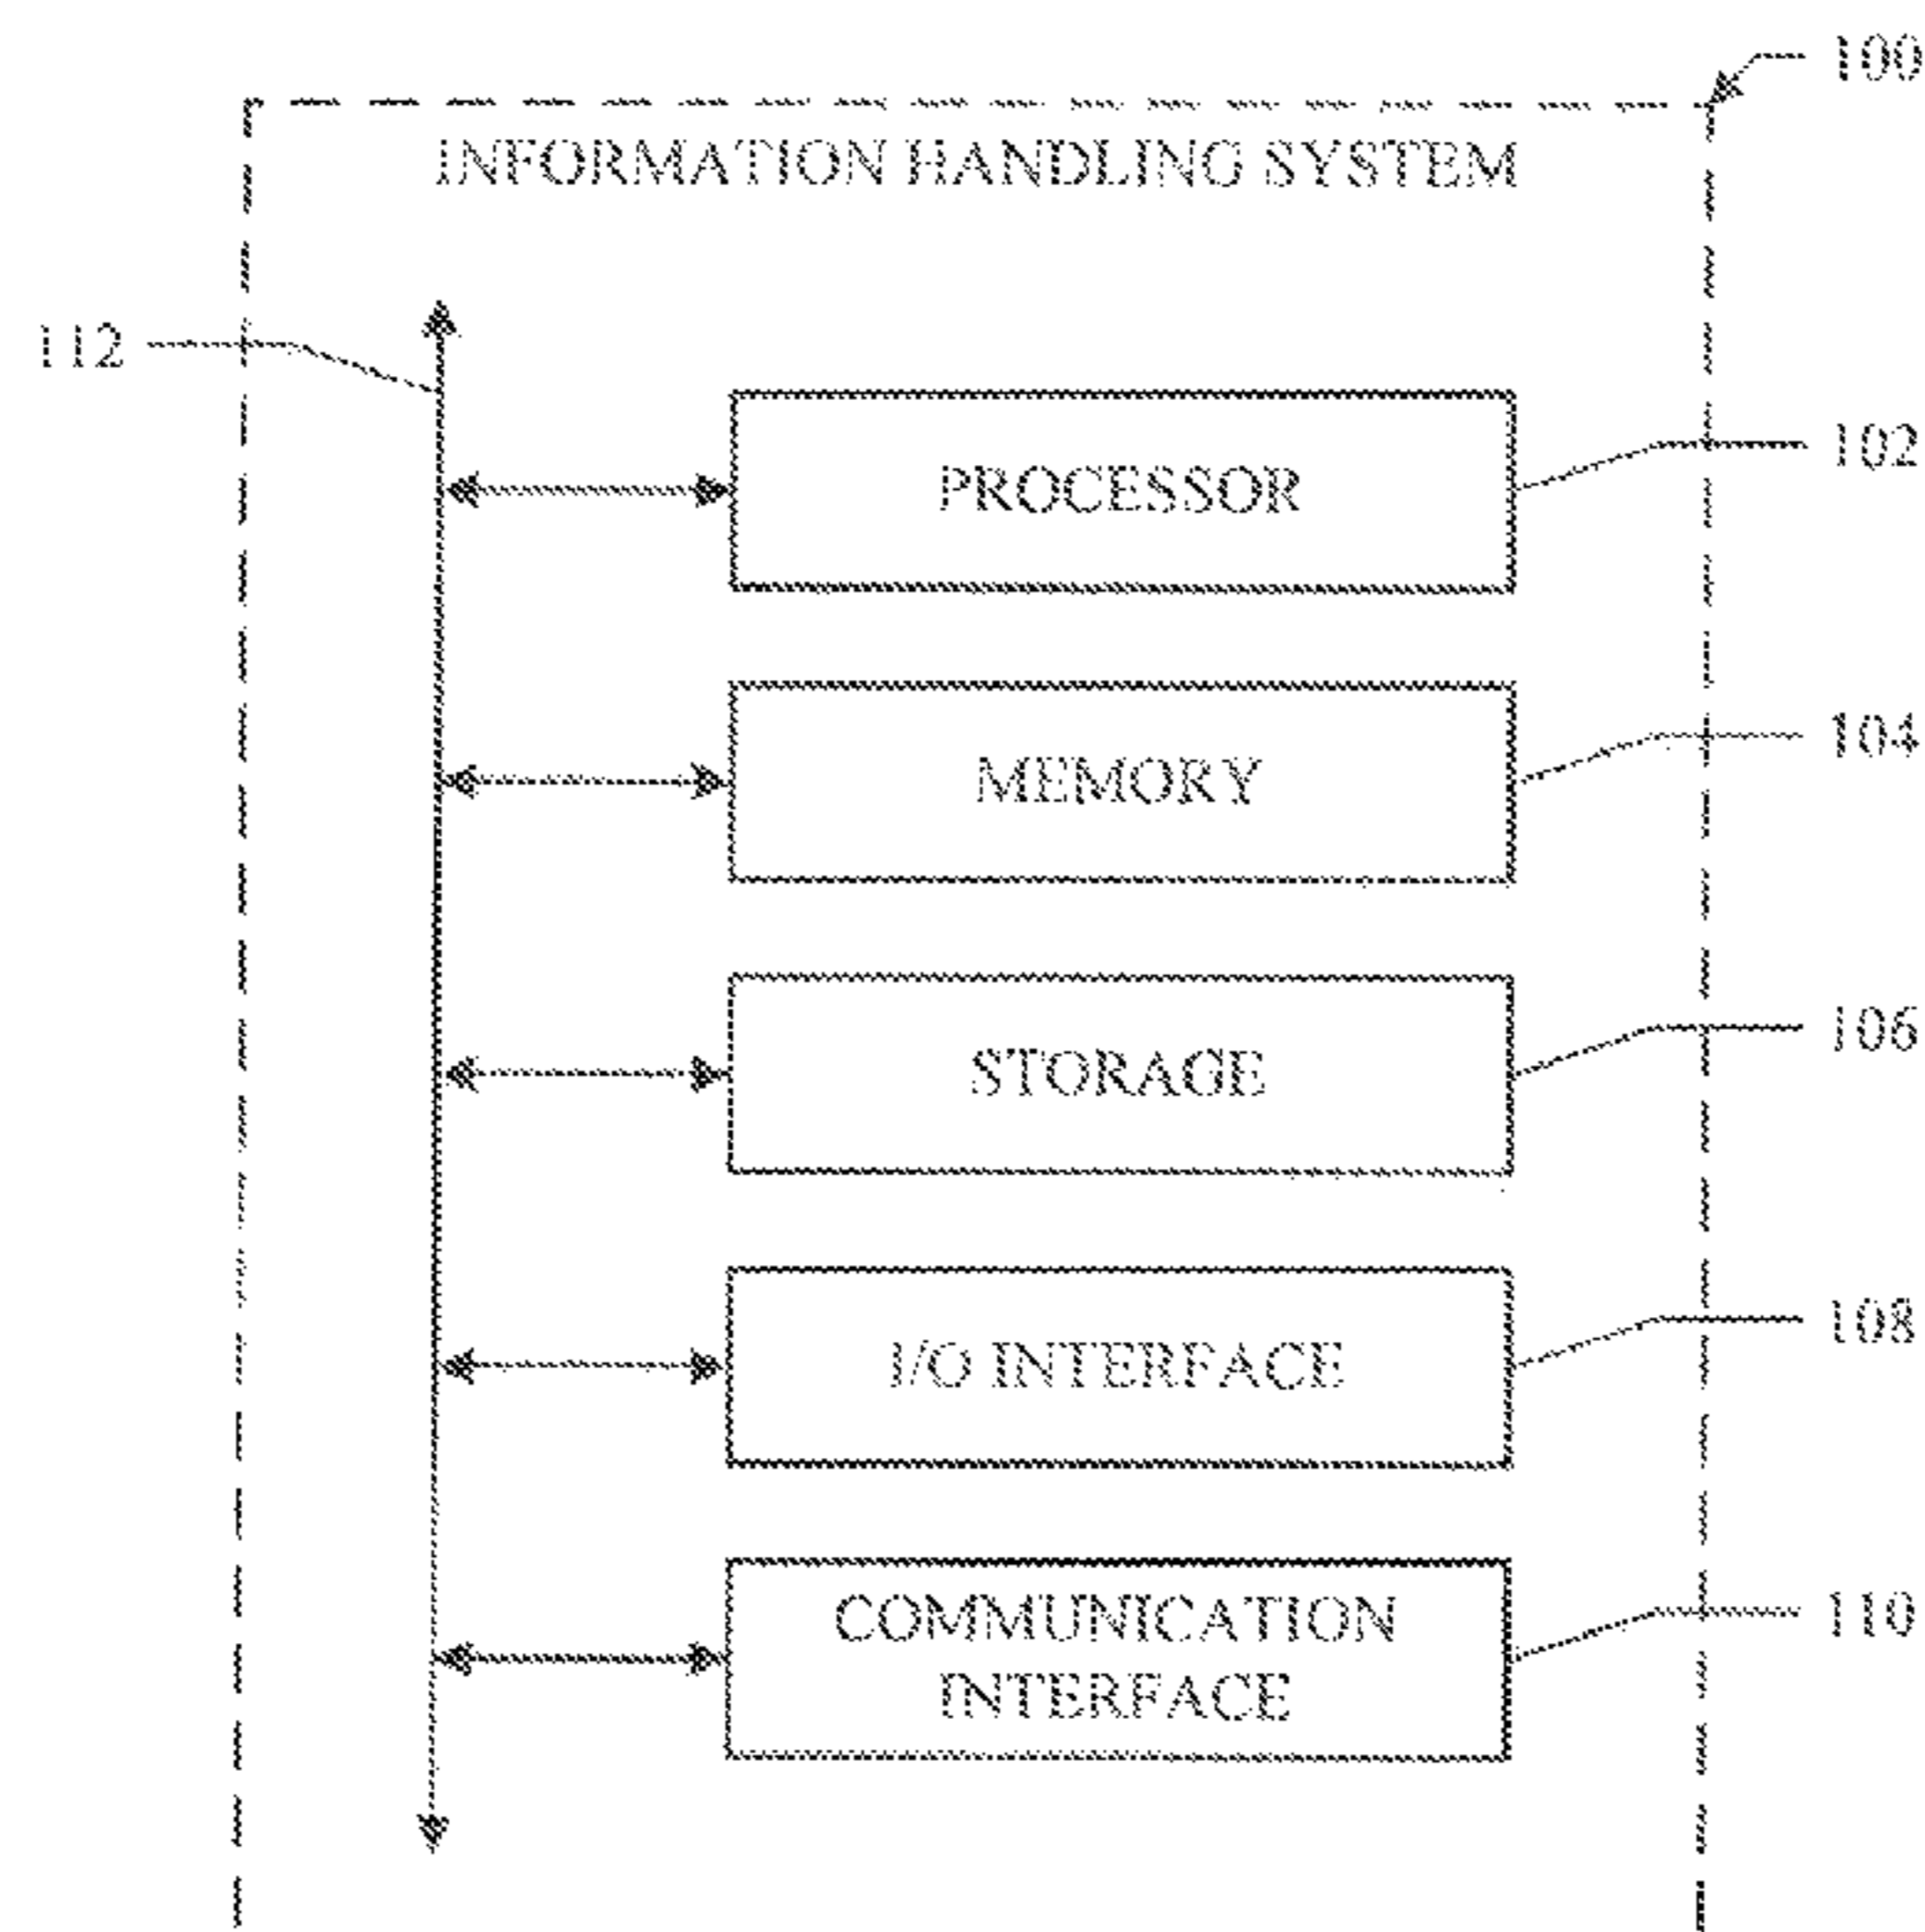 100
INFORMATION HANDLING SYSTEM
112
PROCESSOR
102
MEMORY
104
STORAGE
106
I/O INTERFACE
108
COMMUNICATION
INTERFACE
110